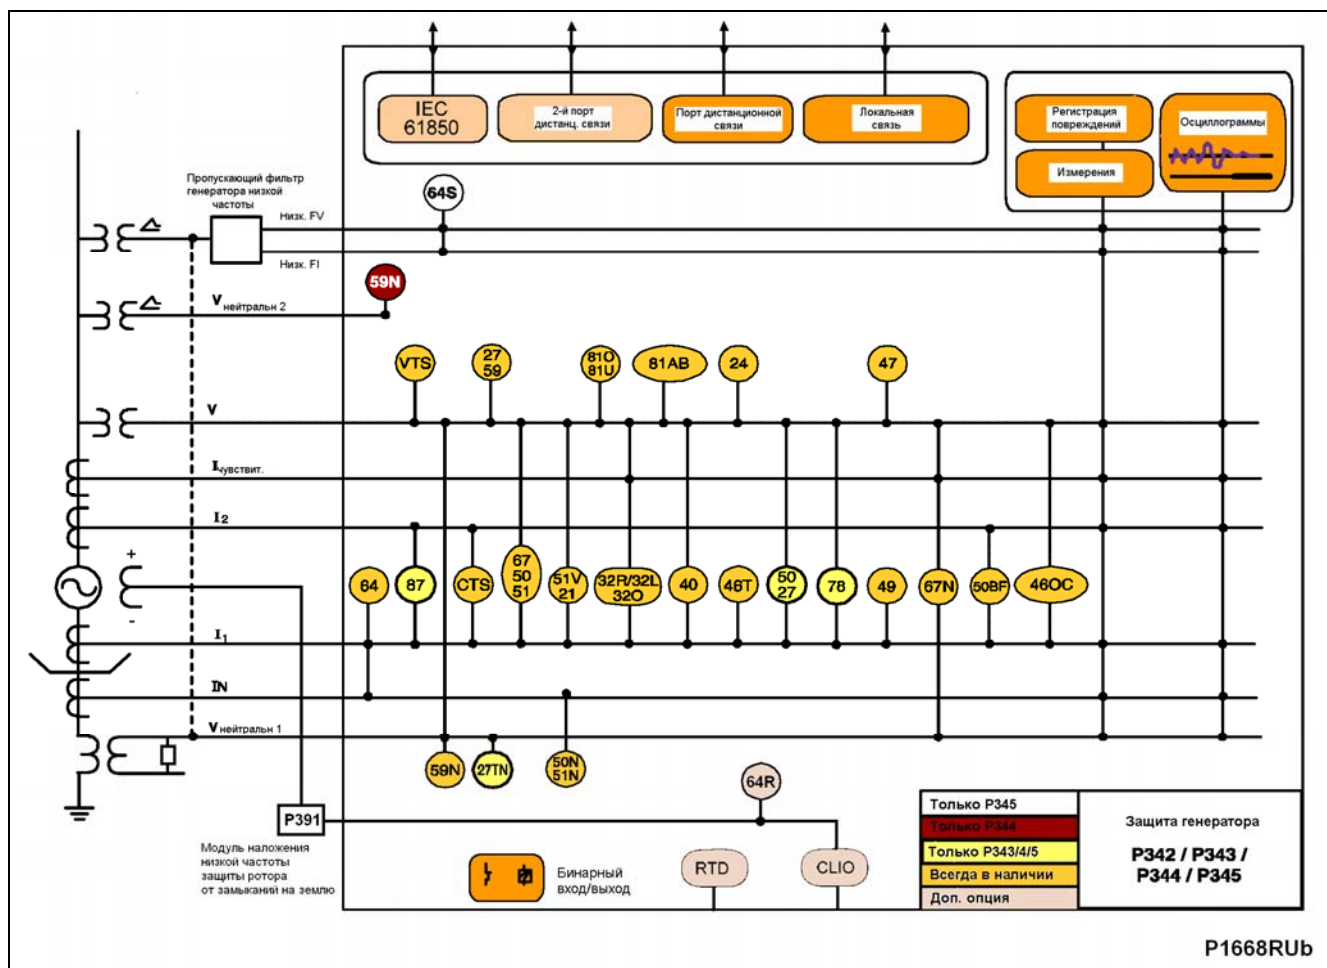 IEC
61850
2-й порт
дистанц. связи
Порт дистанционной
связи
Локальная
связь
Регистрация
повреждений
Осциллограммы
Измерения
Пропускающий фильтр
генератора низкой
частоты
Низк. FV
64S
Низк. FI
59N
V нейтральн 2
VTS
27
59
81O
81U
81AB
24
47
V
I чувствит.
I2
+
-
64
87
CTS
67
50
51
51V
21
32R/32L
32O
40
46T
50
27
78
49
67N
50BF
46OC
I1
IN
V нейтральн 1
59N
27TN
50N
51N
64R
P391
Модуль наложения
низкой частоты
защиты ротора
от замыканий на землю
Бинарный
вход/выход
RTD
CLIO
Только P345
Только P344
Только P343/4/5
Всегда в наличии
Доп. опция
Защита генератора
P342 / P343 /
P344 / P345
P1668RUb